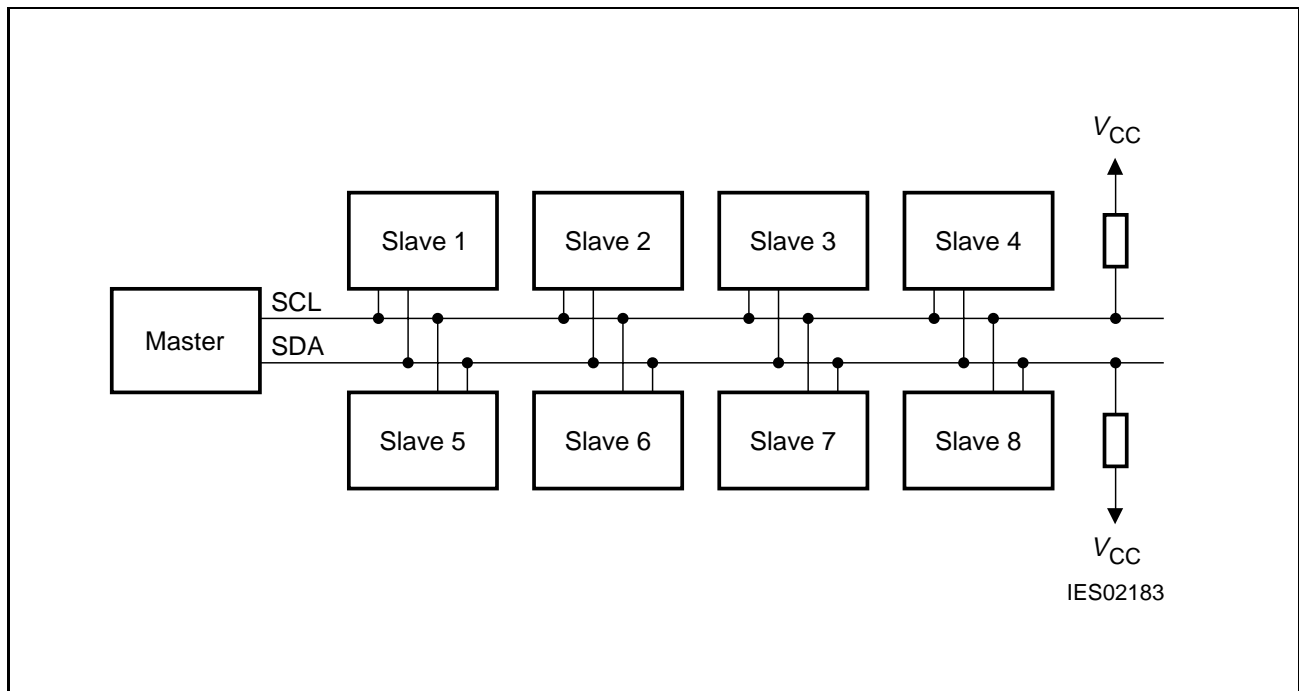 VCC
Slave 1
Slave 2
Slave 3
Slave 4
SCL
Master
SDA
Slave 5
Slave 6
Slave 7
Slave 8
VCC
IES02183